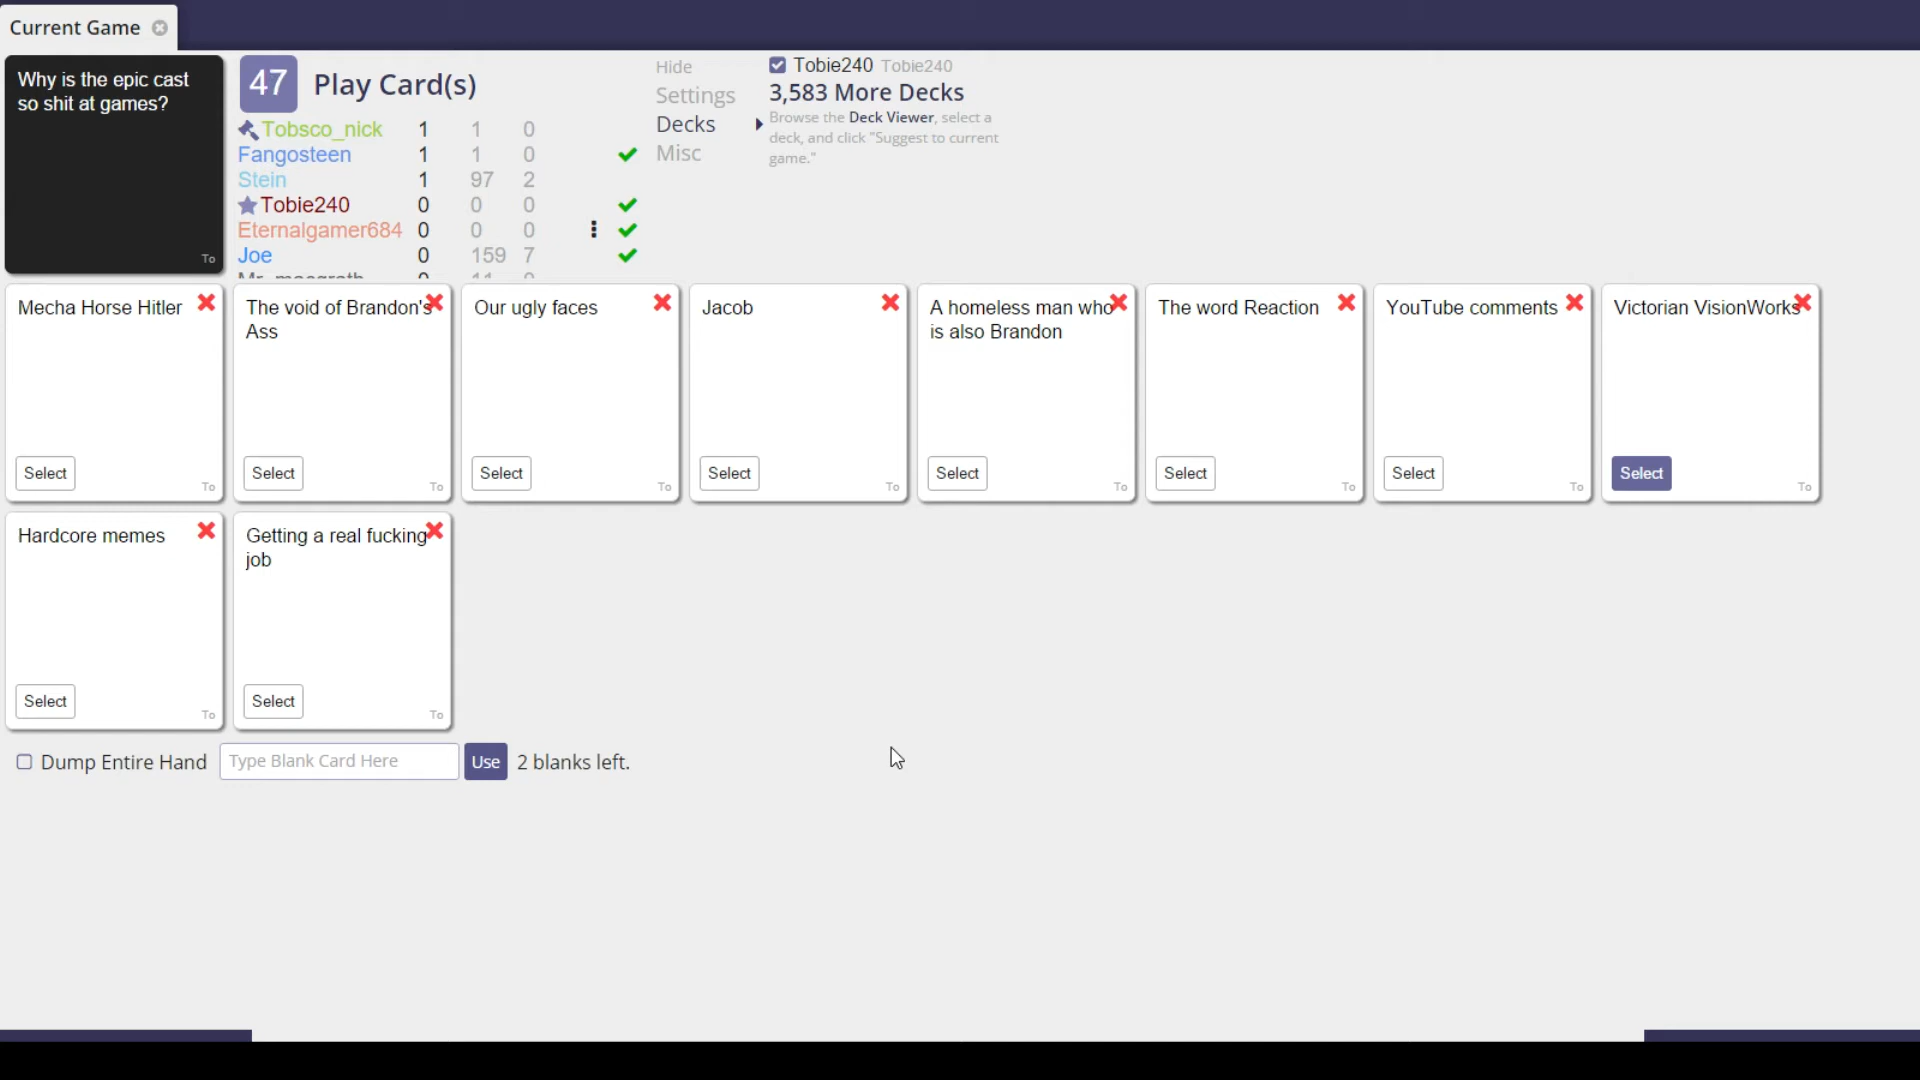 Current Game
Why is the epic cast
so shit at games?
To
47 Play Card(s)
Tobsco_nick 1 1 0
Fangosteen 1 1 0
Stein 1 97 2
Tobie240 0 0 0
Eternalgamer684 0 0 0
Joe 0 159 7
Hide
Settings
Decks
Misc
Tobie240 Tobie240
3,583 More Decks
Browse the Deck Viewer, select a
deck, and click "Suggest to current
game."
Mecha Horse Hitler
Select
To
The void of Brandon's
Ass
Select
To
Our ugly faces
Select
To
Jacob
Select
To
A homeless man who
is also Brandon
Select
To
The word Reaction
Select
To
YouTube comments
Select
To
Victorian VisionWorks
Select
To
Hardcore memes
Select
To
Getting a real fucking
job
Select
To
Dump Entire Hand Type Blank Card Here Use 2 blanks left.